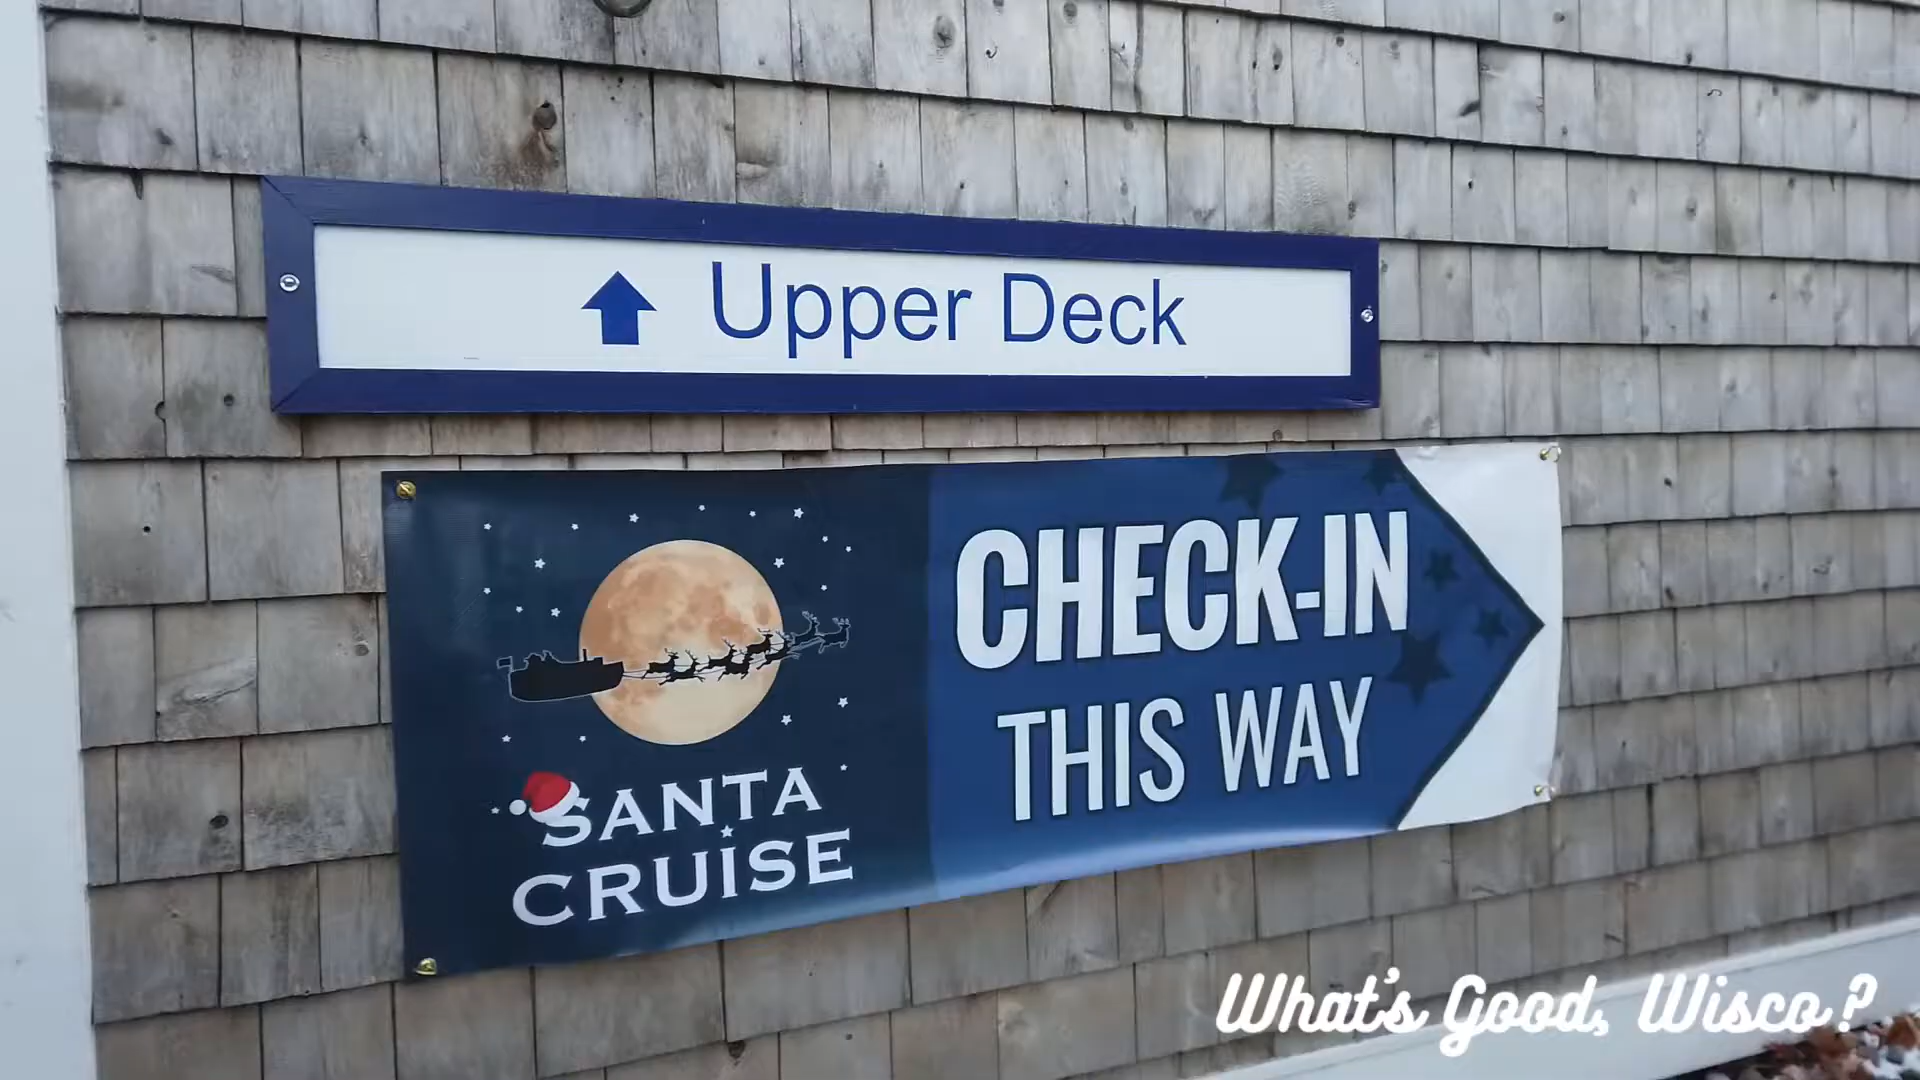 Upper Deck
CHECK-IN
THIS WAY
SANTA
CRUISE
What's Good, Wisco?